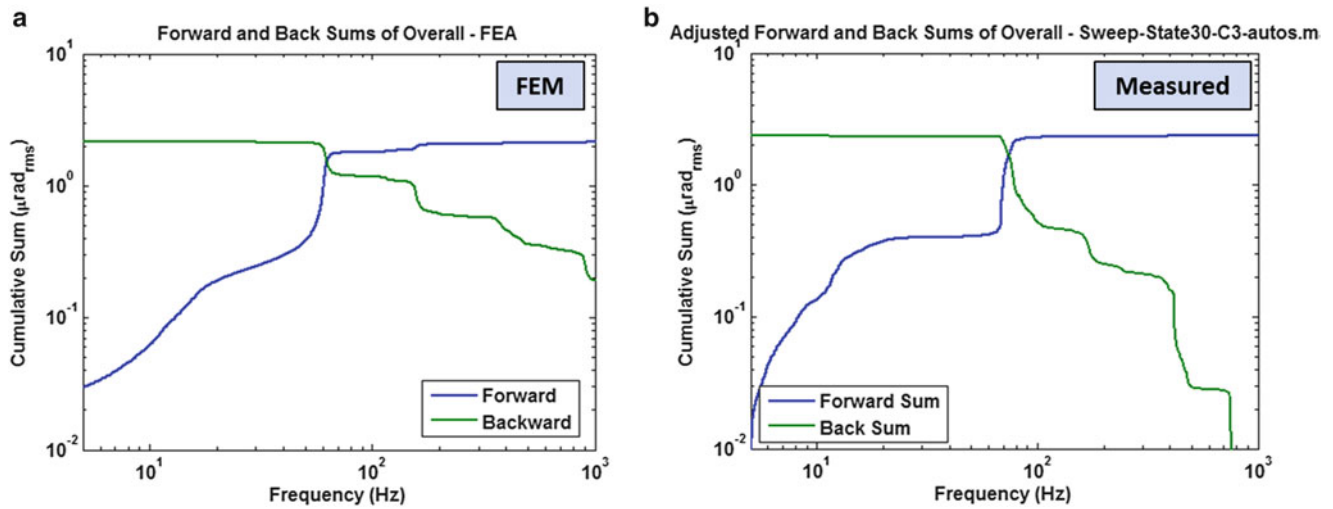 a
Forward and Back Sums of Overall - FEA
FEM
10^1
10^0
10^-1
10^-2
Cumulative Sum (μrad_rms)
Forward
Backward
10^1
10^2
10^3
Frequency (Hz)
b
Adjusted Forward and Back Sums of Overall - Sweep-State30-C3-autos.m
Measured
10^1
10^0
10^-1
10^-2
Cumulative Sum (μrad_rms)
Forward Sum
Back Sum
10^1
10^2
10^3
Frequency (Hz)